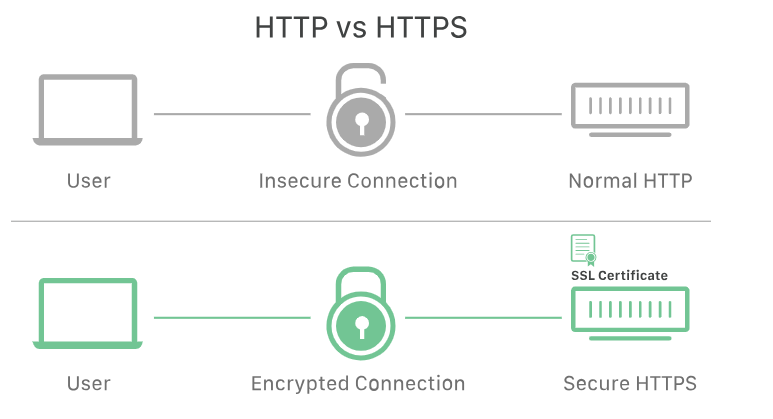 HTTP vs HTTPS
User
Insecure Connection
Normal HTTP
SSL Certificate
User
Encrypted Connection
Secure HTTPS